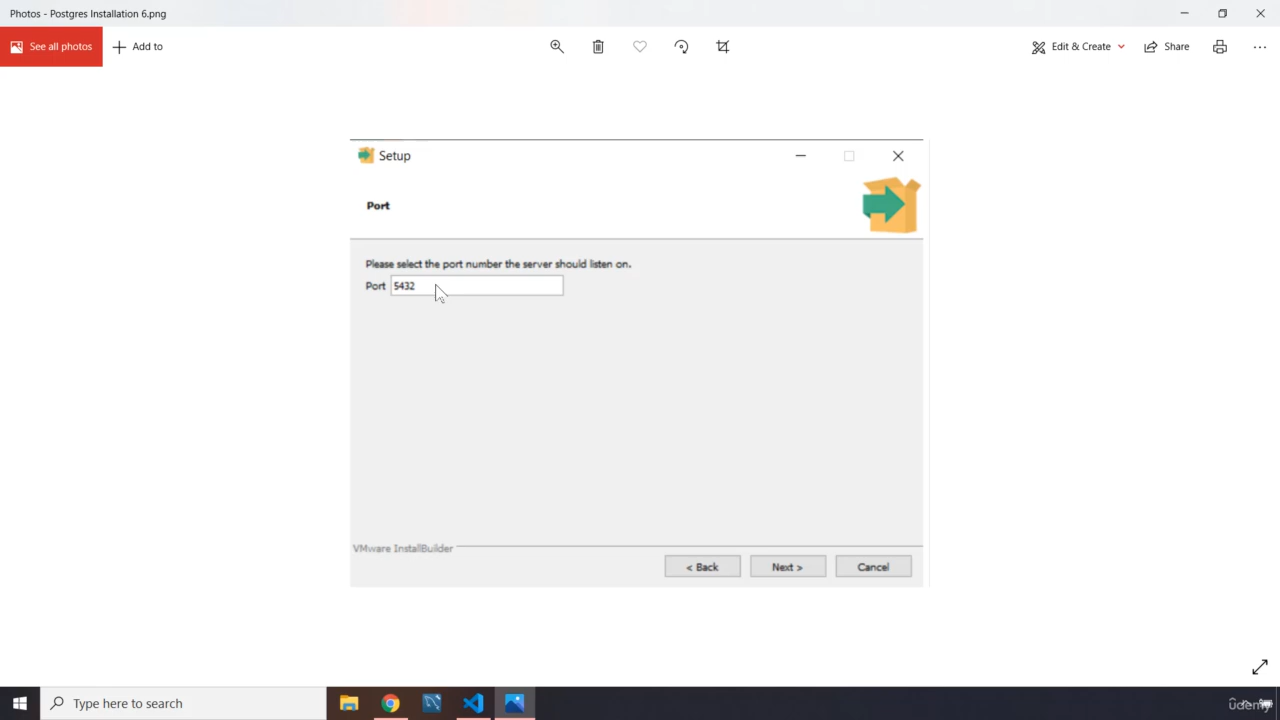 Photos - Postgres Installation 6.png
See all photos
Add to
Edit & Create
Share
Setup
Port
Please select the port number the server should listen on.
Port 5432
VMware InstallBuilder
< Back
Next >
Cancel
Type here to search
udemy